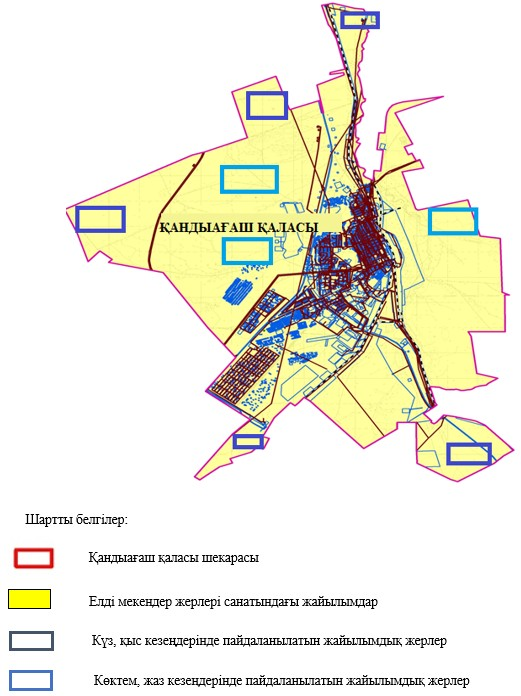 ҚАНДЫАҒАШ ҚАЛАСЫ
Шартты белгілер:
Қандыағаш қаласы шекарасы
Елді мекендер жерлері санатындағы жайылымдар
Күз, қыс кезеңдерінде пайдаланылатын жайылымдық жерлер
Көктем, жаз кезеңдерінде пайдаланылатын жайылымдық жерлер